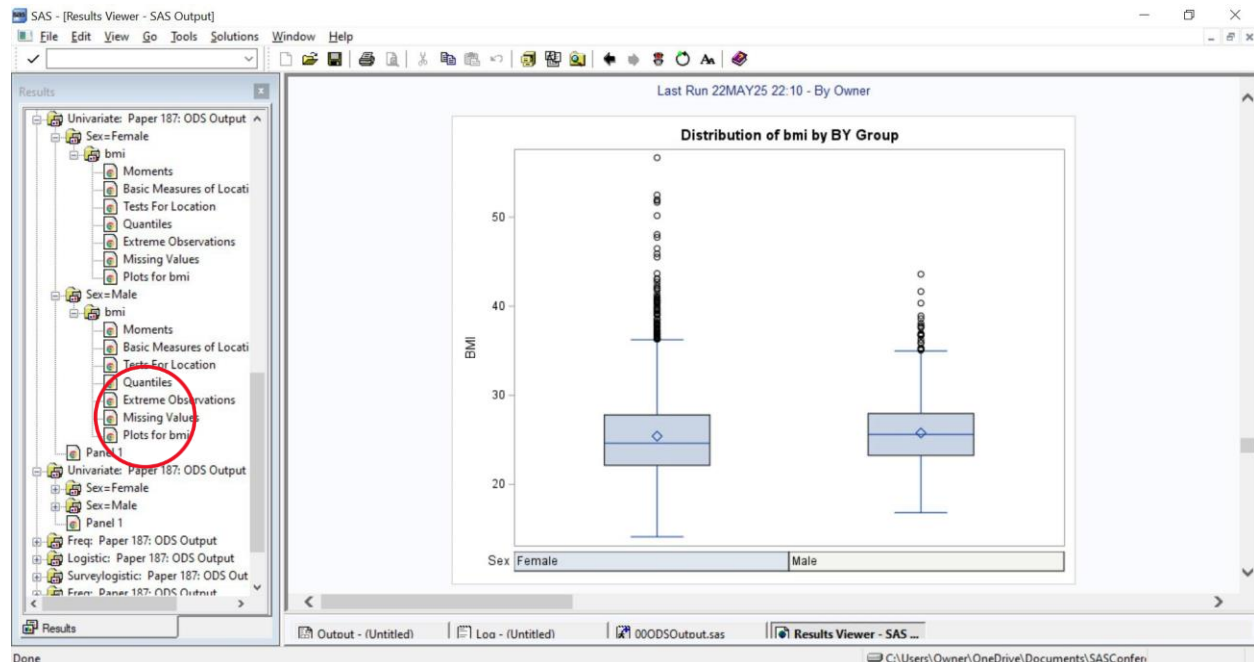 SAS - [Results Viewer - SAS Output]
File Edit View Go Tools Solutions Window Help
Results
Univariate: Paper 187: ODS Output
Sex=Female
bmi
Moments
Basic Measures of Locati
Tests For Location
Quantiles
Extreme Observations
Missing Values
Plots for bmi
Sex=Male
bmi
Moments
Basic Measures of Locati
Tests For Location
Quantiles
Extreme Observations
Missing Values
Plots for bmi
Panel 1
Univariate: Paper 187: ODS Output
Sex=Female
Sex=Male
Panel 1
Freq: Paper 187: ODS Output
Logistic: Paper 187: ODS Output
Surveylogistic: Paper 187: ODS Out
Freq: Paper 187: ODS Output
Results
Last Run 22MAY25 22:10 - By Owner
Distribution of bmi by BY Group
BMI
50
40
30
20
Sex Female Male
Output - (Untitled) Log - (Untitled) 00ODSOutput.sas Results Viewer - SAS ...
Done C:\Users\Owner\OneDrive\Documents\SASConfer